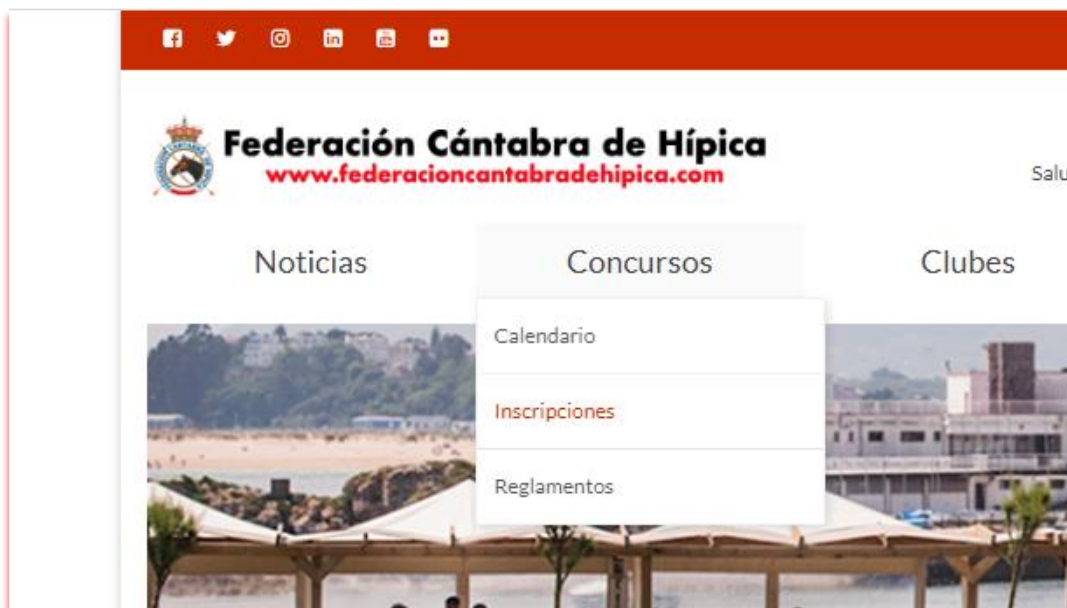 Federación Cántabra de Hípica
www.federacioncantabradehipica.com
Noticias
Concursos
Clubes
Calendario
Inscripciones
Reglamentos